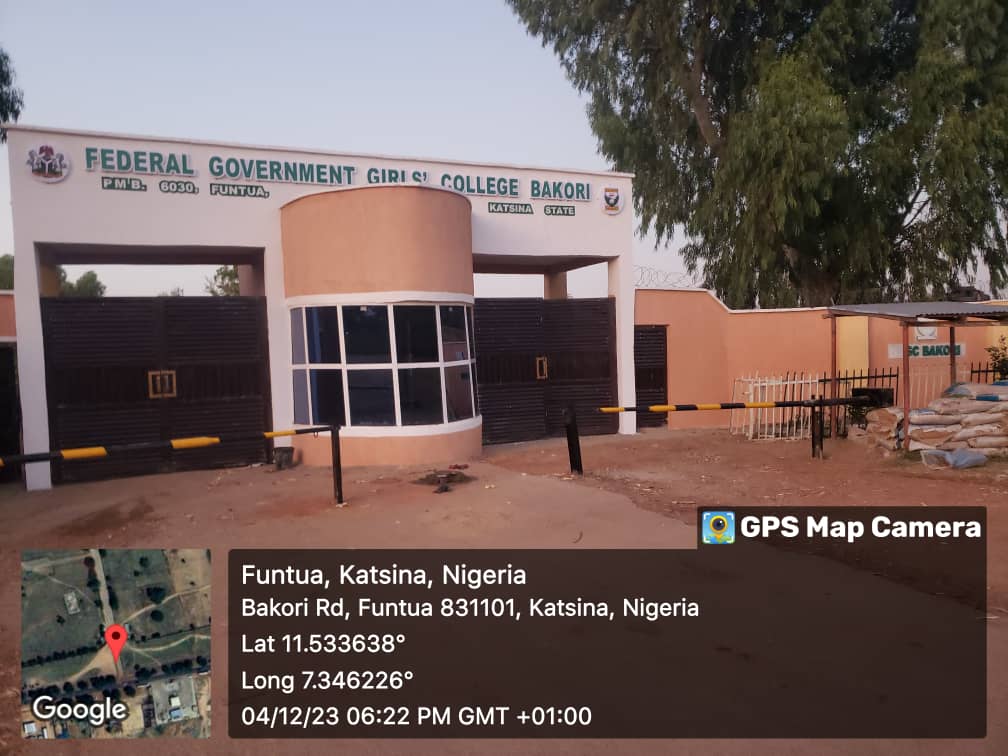 FEDERAL GOVERNMENT GIRLS' COLLEGE BAKORI
P.M.B. 6030, FUNTUA,
KATSINA STATE
BAKORI
GPS Map Camera
Funtua, Katsina, Nigeria
Bakori Rd, Funtua 831101, Katsina, Nigeria
Lat 11.533638°
Long 7.346226°
04/12/23 06:22 PM GMT +01:00
Google